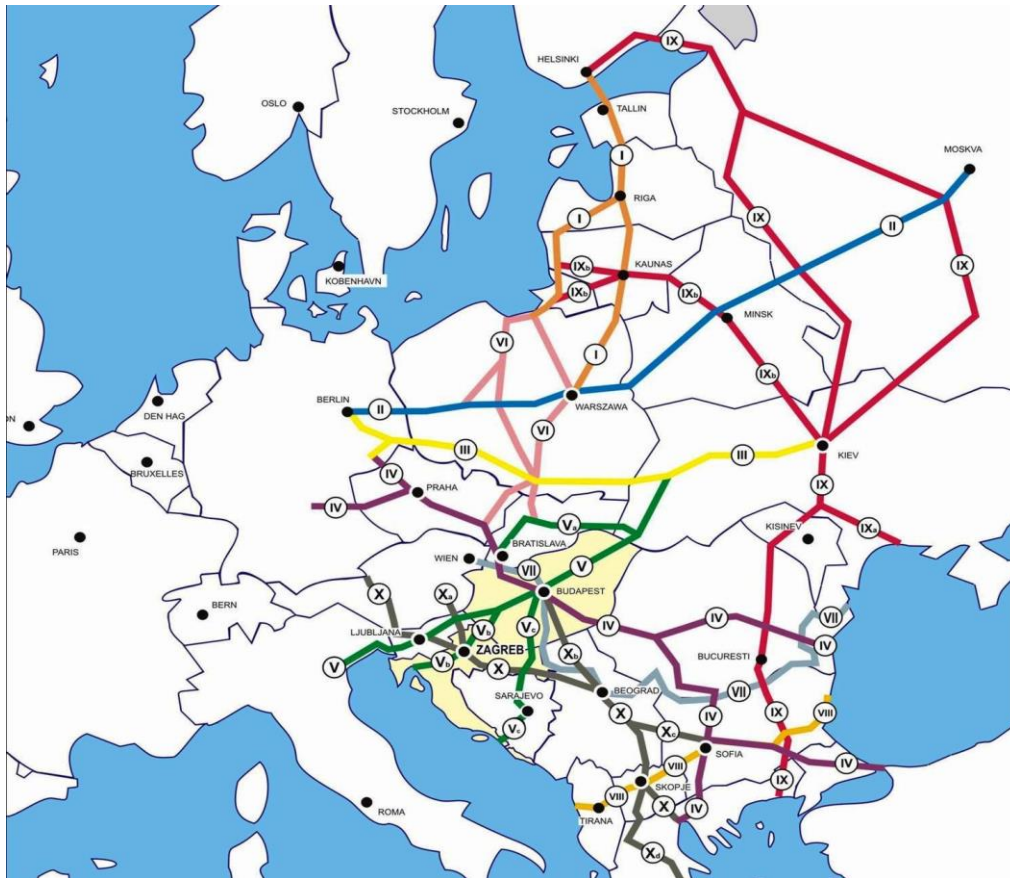 IX
HELSINKI
OSLO
STOCKHOLM
TALLIN
I
MOSKVA
RIGA
I
IX
II
KOBENHAVN
IXb
KAUNAS
IX
IXb
IXb
MINSK
VI
I
IXb
BERLIN
II
DEN HAG
WARSZAWA
ON
VI
III
III
KIEV
BRUXELLES
IV
PRAHA
IX
IV
Va
IXa
KISINEV
PARIS
BRATISLAVA
WIEN
VII
V
X
Xa
BUDAPEST
BERN
IV
IV
VII
LJUBLJANA
Vb
Vc
IV
ZAGREB
Xb
BUCURESTI
V
Vb
X
BEOGRAD
VII
SARAJEVO
X
IV
IX
VIII
Vc
Xc
SOFIA
IV
VIII
SKOPJE
IX
VIII
X
IV
ROMA
TIRANA
Xd